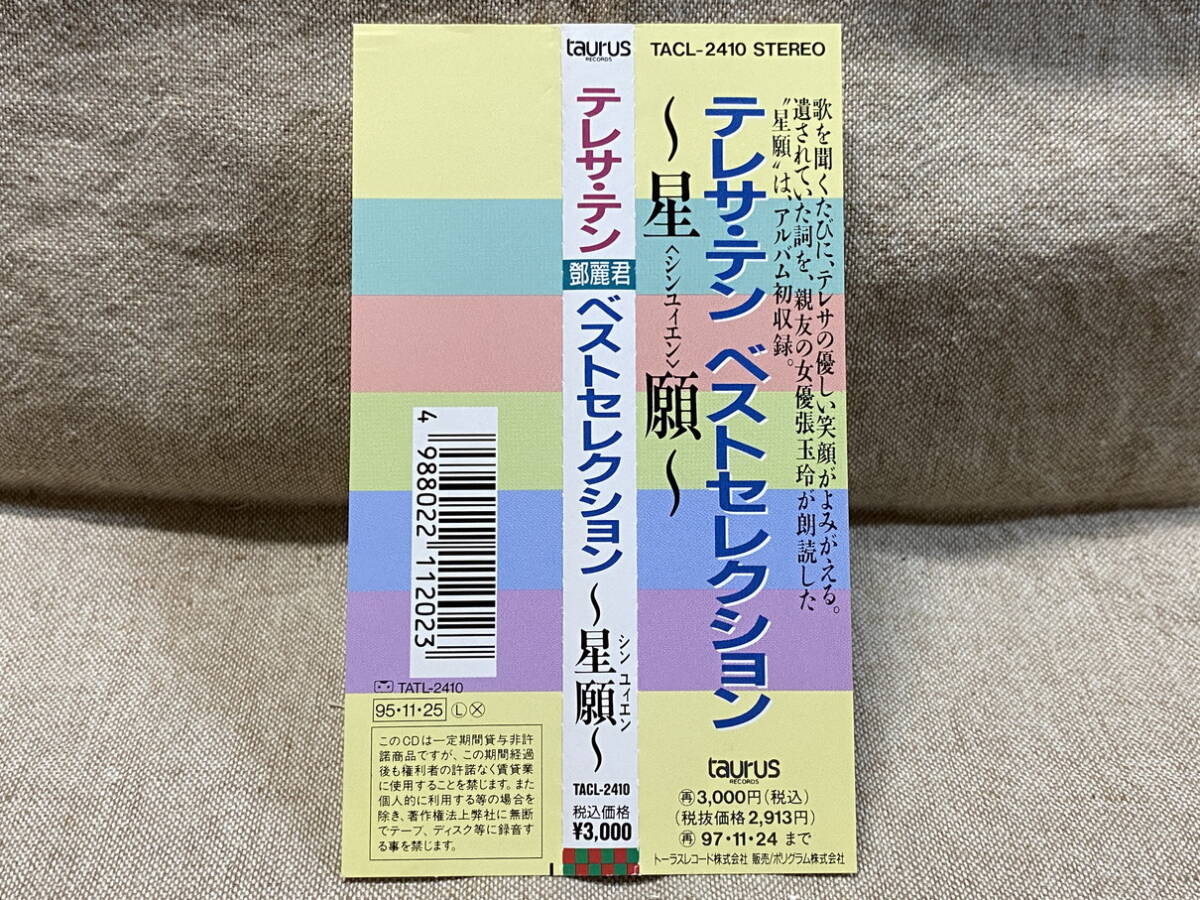 taurus
RECORDS
TACL-2410 STEREO
歌を聞くたびに、テレサの優しい笑顔がよみがえる。
遺されていた詞を、親友の女優張玉玲が朗読した
"星願"は、アルバム初収録。
テレサ・テン ベストセレクション
〜星願〜
〈シンユィエン〉
taurus
RECORDS
再3,000円(税込)
(税抜価格2,913円)
再97・11・24まで
トーラスレコード株式会社 販売/ポリグラム株式会社
テレサ・テン
鄧麗君
ベストセレクション
〜星願〜
シン ユィエン
TACL-2410
税込価格
¥3,000
4 988022 112023
TATL-2410
95・11・25 Ⓛ Ⓧ
このCDは一定期間貸与非許
諾商品ですが、この期間経過
後も権利者の許諾なく賃貸業
に使用することを禁じます。また
個人的に利用する等の場合を
除き、著作権法上弊社に無断
でテープ、ディスク等に録音す
る事を禁じます。